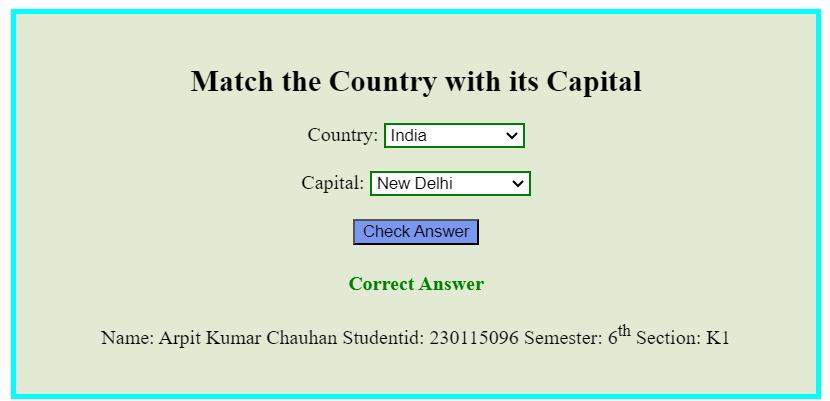 Match the Country with its Capital
Country: India
Capital: New Delhi
Check Answer
Correct Answer
Name: Arpit Kumar Chauhan Studentid: 230115096 Semester: 6th Section: K1